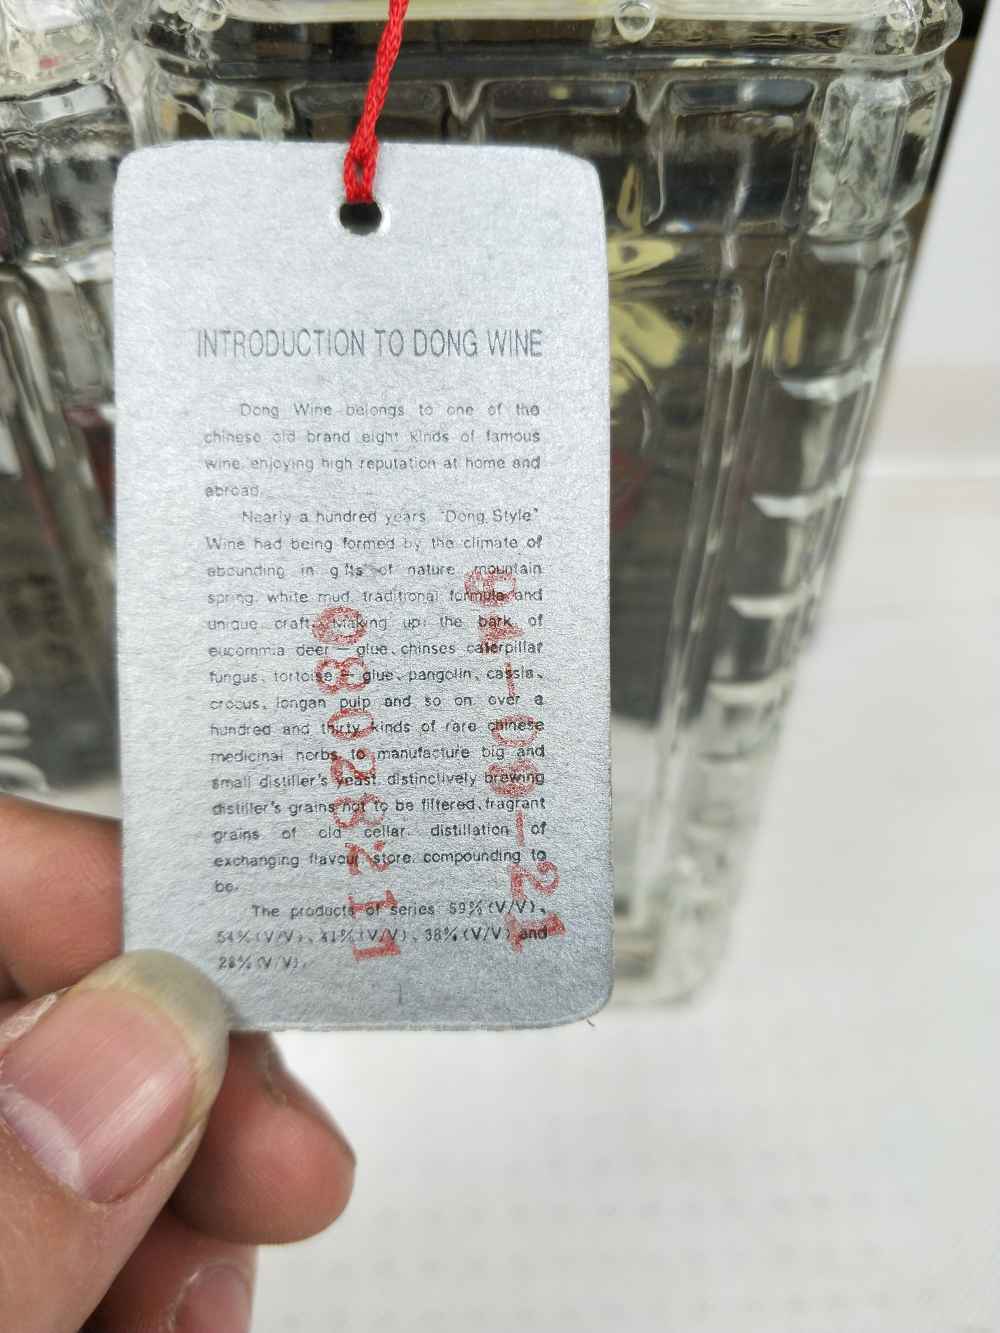 INTRODUCTION TO DONG WINE
Dong Wine belongs to one of the
chinese old brand eight kinds of famous
wine, enjoying high reputation at home and
abroad.
Nearly a hundred years "Dong Style"
Wine had being formed by the climate of
abounding in gifts of nature mountain
spring, white mud, traditional formula and
unique craft. Making up: the bark of
eucommia deer — glue, chinses caterpillar
fungus, tortoise — glue, pangolin, cassia,
crocus, longan pulp and so on over a
hundred and thirty kinds of rare chinese
medicinal herbs to manufacture big and
small distiller's yeast, distinctively brewing
distiller's grains not to be filtered, fragrant
grains of old cellar, distillation of
exchanging flavour, store, compounding to
be.
The products of series 59%(V/V)、
54%(V/V)、41%(V/V)、38%(V/V) and
28%(V/V).
94-08-21